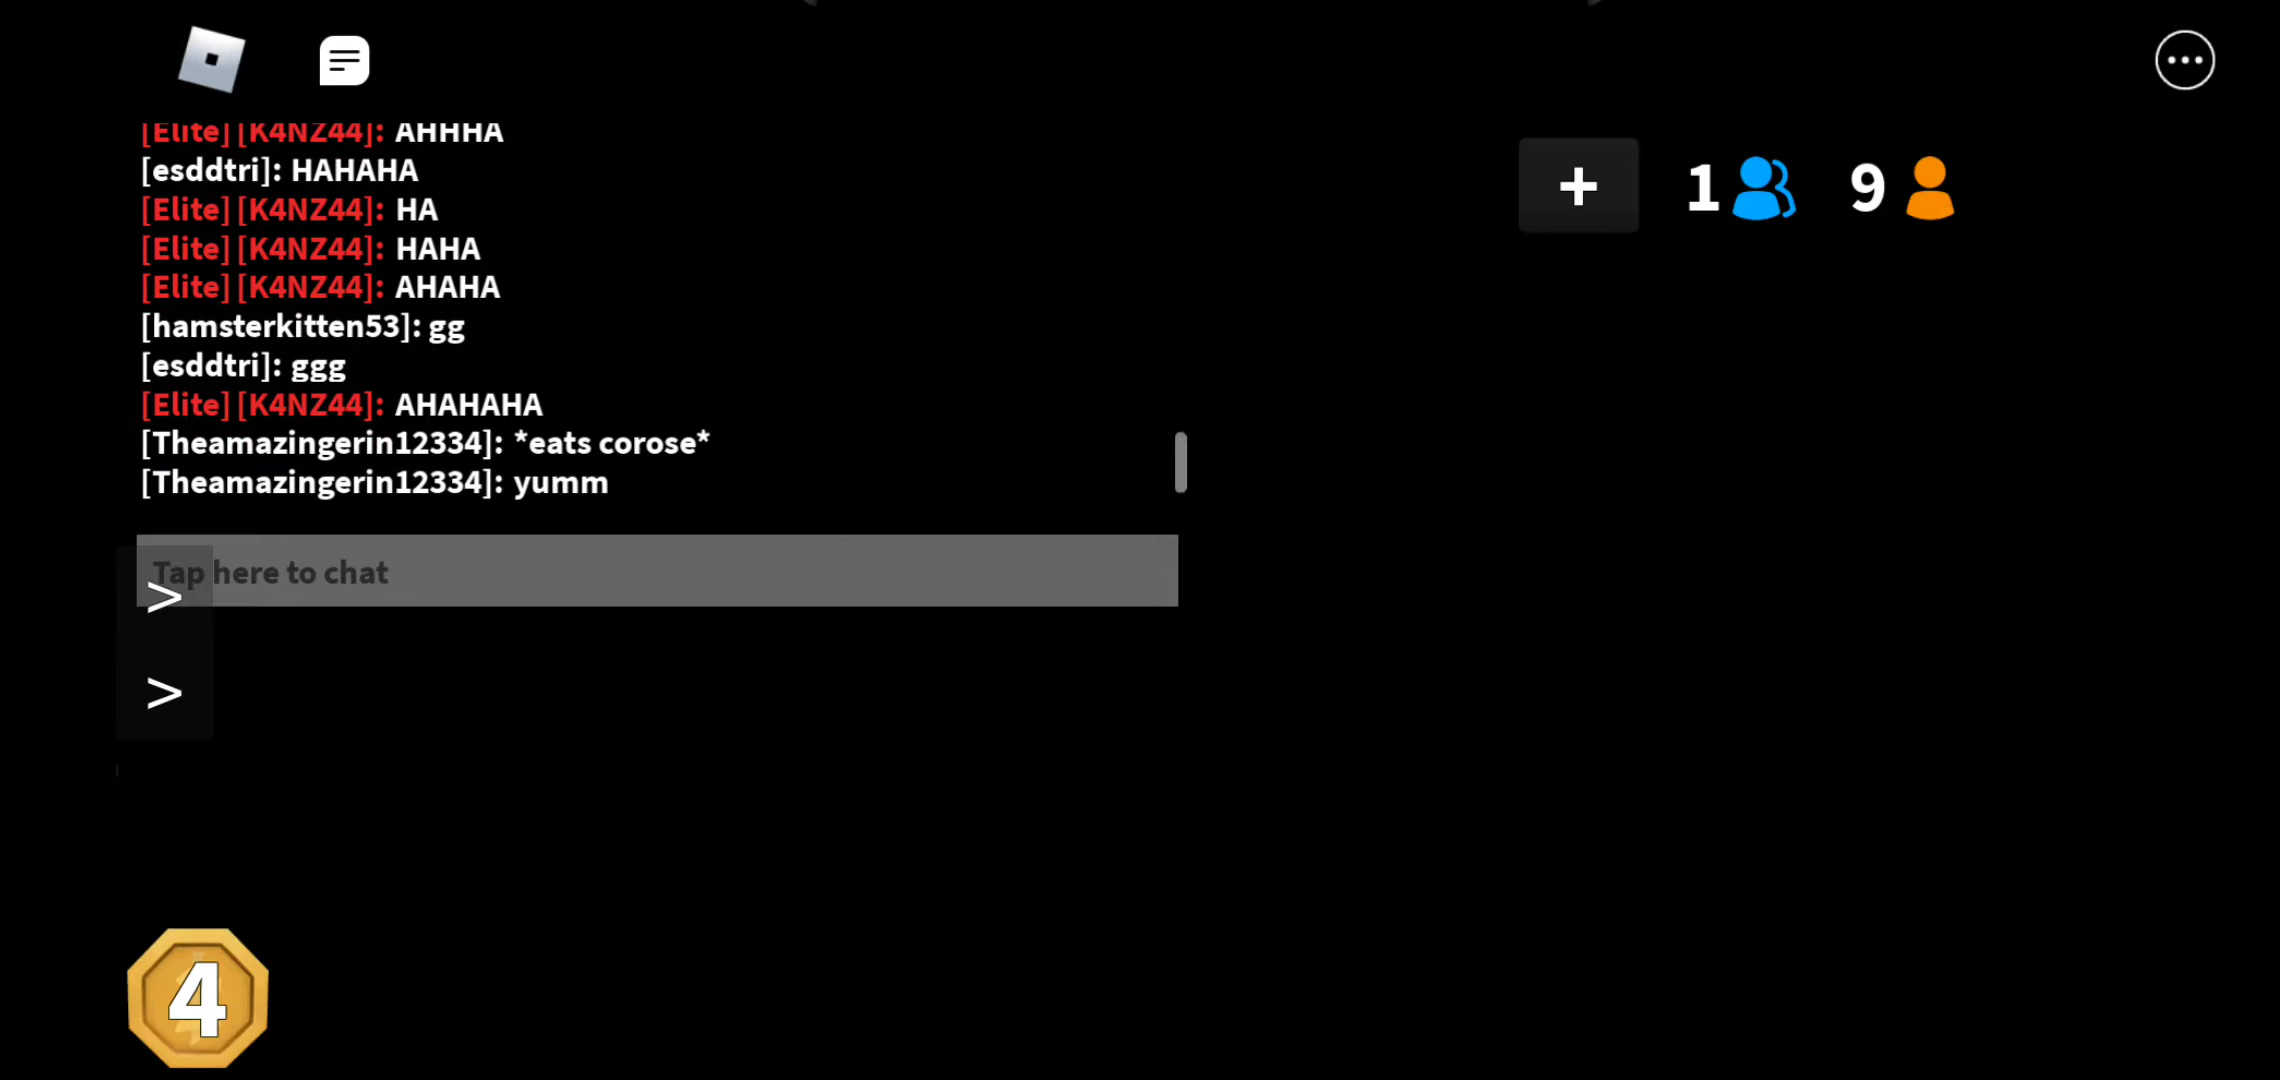 [Elite] [K4NZ44]: AHHHA
[esddtri]: HAHAHA
[Elite] [K4NZ44]: HA
[Elite] [K4NZ44]: HAHA
[Elite] [K4NZ44]: AHAHA
[hamsterkitten53]: gg
[esddtri]: ggg
[Elite] [K4NZ44]: AHAHAHA
[Theamazingerin12334]: *eats corose*
[Theamazingerin12334]: yumm
Tap here to chat
>
>
+ 1 9
4